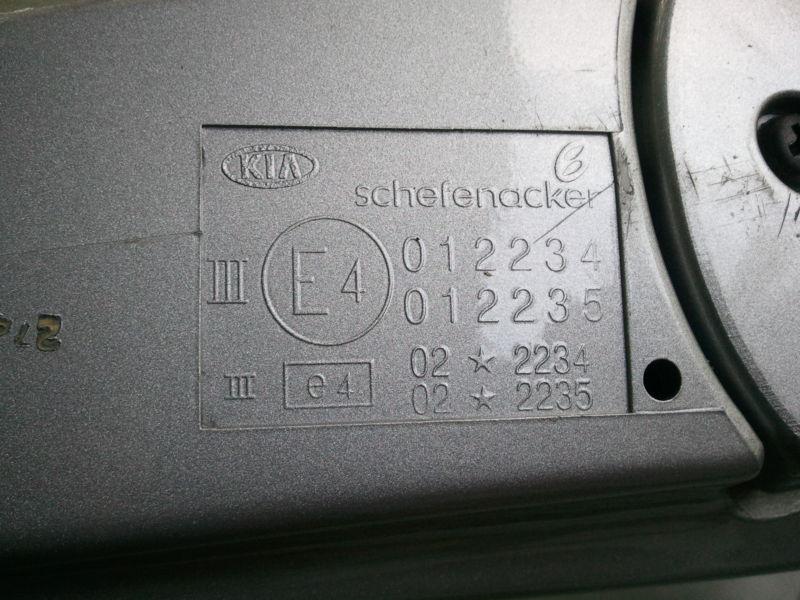 KIA
schefenacker
III E4 012234
012235
III e4 02 ★ 2234
02 ★ 2235